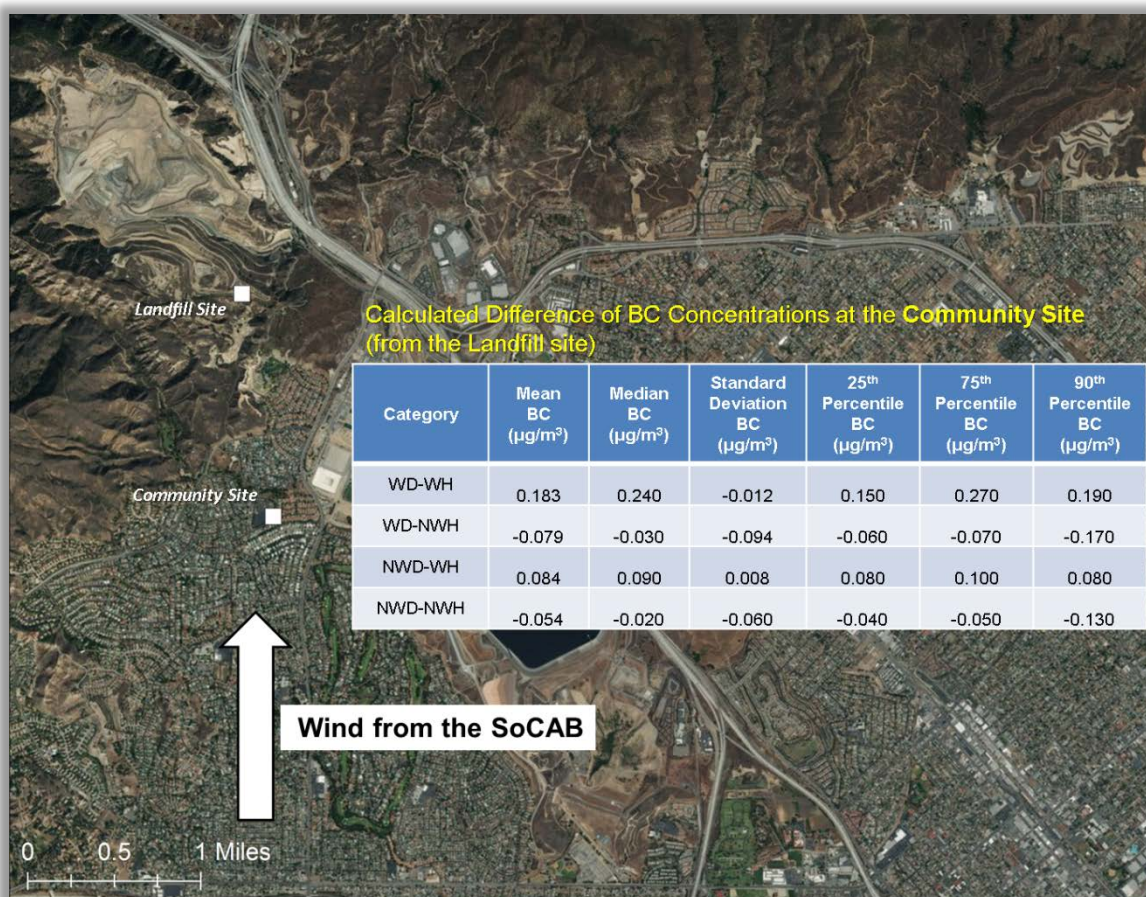 Landfill Site
Calculated Difference of BC Concentrations at the Community Site
(from the Landfill site)
Category
Mean
BC
(µg/m³)
Median
BC
(µg/m³)
Standard
Deviation
BC
(µg/m³)
25th
Percentile
BC
(µg/m³)
75th
Percentile
BC
(µg/m³)
90th
Percentile
BC
(µg/m³)
WD-WH 0.183 0.240 -0.012 0.150 0.270 0.190
Community Site
WD-NWH -0.079 -0.030 -0.094 -0.060 -0.070 -0.170
NWD-WH 0.084 0.090 0.008 0.080 0.100 0.080
NWD-NWH -0.054 -0.020 -0.060 -0.040 -0.050 -0.130
Wind from the SoCAB
0 0.5 1 Miles